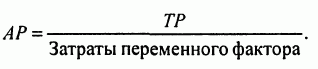 AP = TP / Затраты переменного фактора.